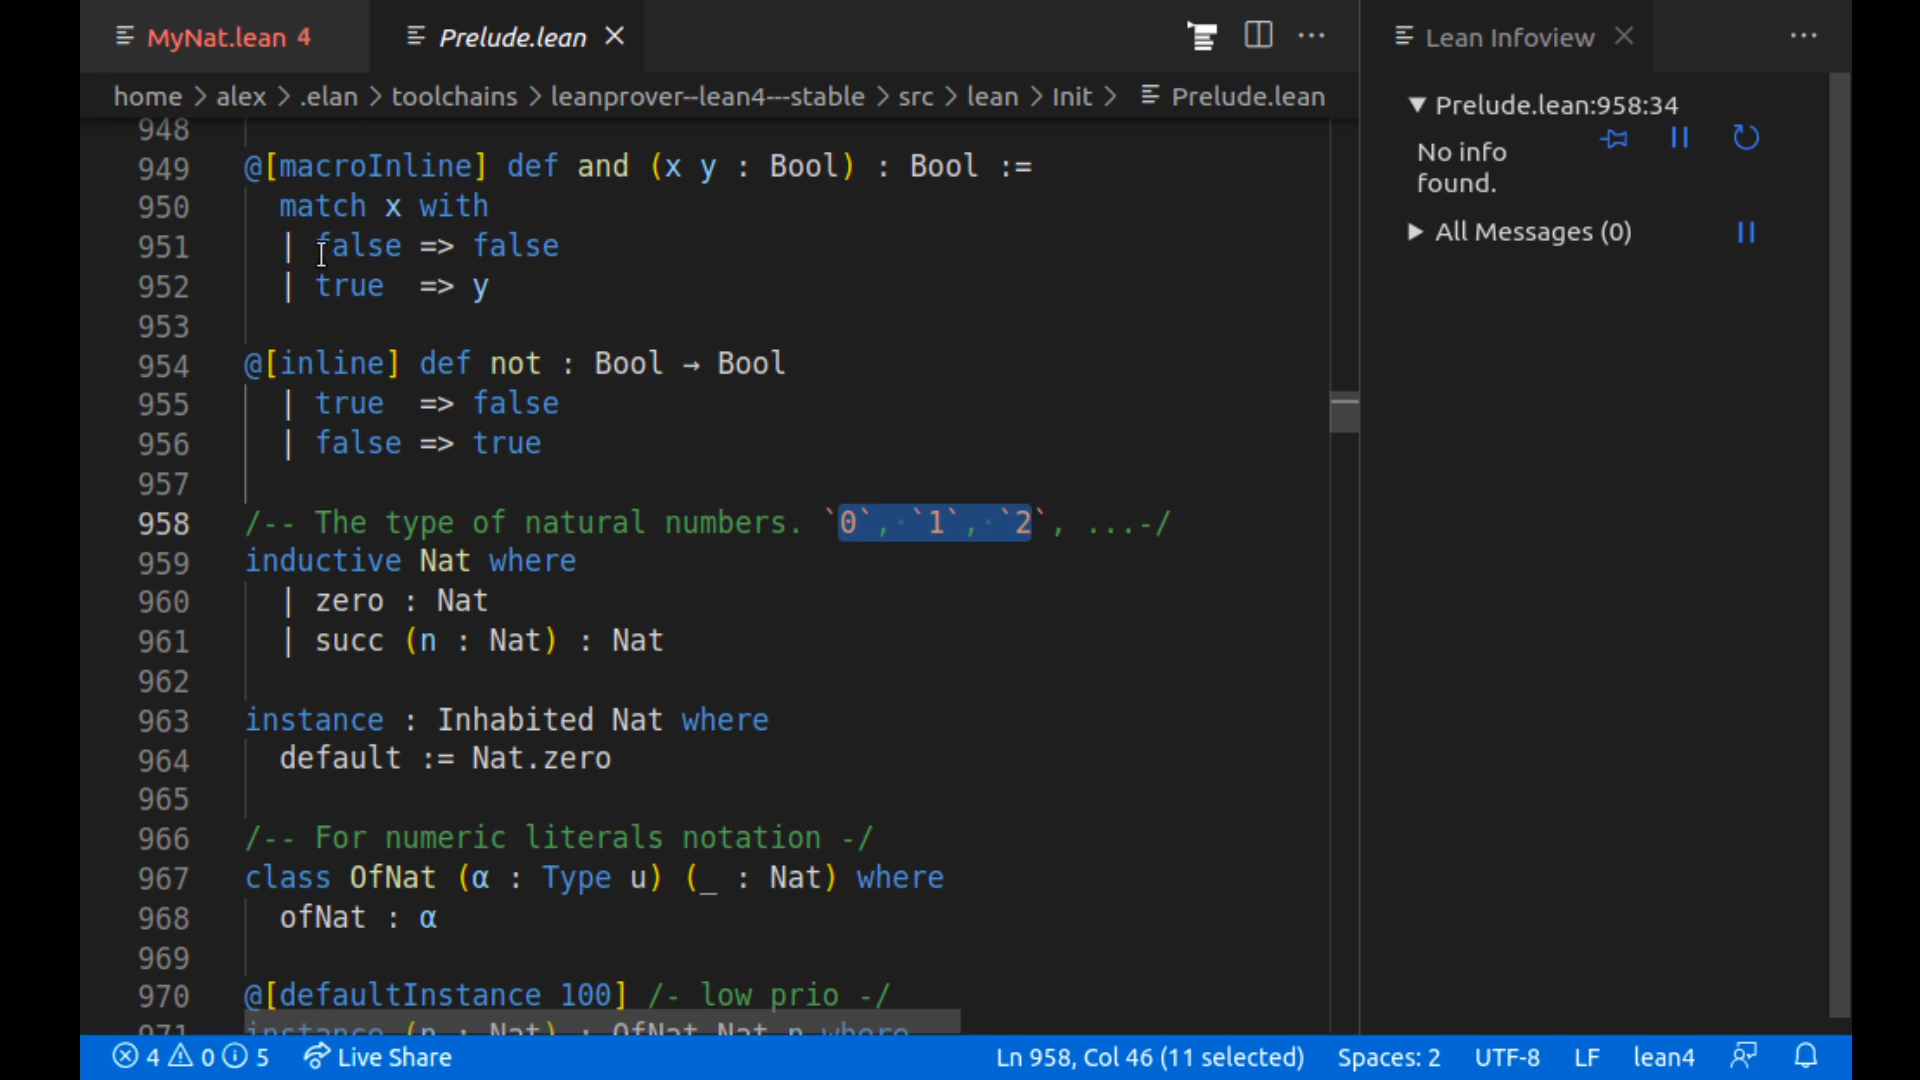 MyNat.lean 4
Prelude.lean
Lean Infoview
home > alex > .elan > toolchains > leanprover--lean4---stable > src > lean > Init > Prelude.lean
948
949 @[macroInline] def and (x y : Bool) : Bool :=
950 match x with
951 | false => false
952 | true => y
953
954 @[inline] def not : Bool → Bool
955 | true => false
956 | false => true
957
958 /-- The type of natural numbers. `0`, `1`, `2`, ...-/
959 inductive Nat where
960 | zero : Nat
961 | succ (n : Nat) : Nat
962
963 instance : Inhabited Nat where
964 default := Nat.zero
965
966 /-- For numeric literals notation -/
967 class OfNat (α : Type u) (_ : Nat) where
968 ofNat : α
969
970 @[defaultInstance 100] /- low prio -/
971 instance (n : Nat) : OfNat Nat n where
Prelude.lean:958:34
No info
found.
All Messages (0)
4 0 5 Live Share
Ln 958, Col 46 (11 selected) Spaces: 2 UTF-8 LF lean4